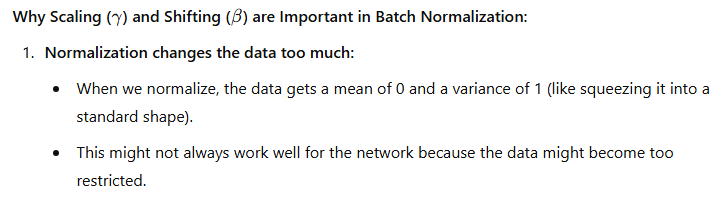 Why Scaling (γ) and Shifting (β) are Important in Batch Normalization:
1. Normalization changes the data too much:
• When we normalize, the data gets a mean of 0 and a variance of 1 (like squeezing it into a
standard shape).
• This might not always work well for the network because the data might become too
restricted.